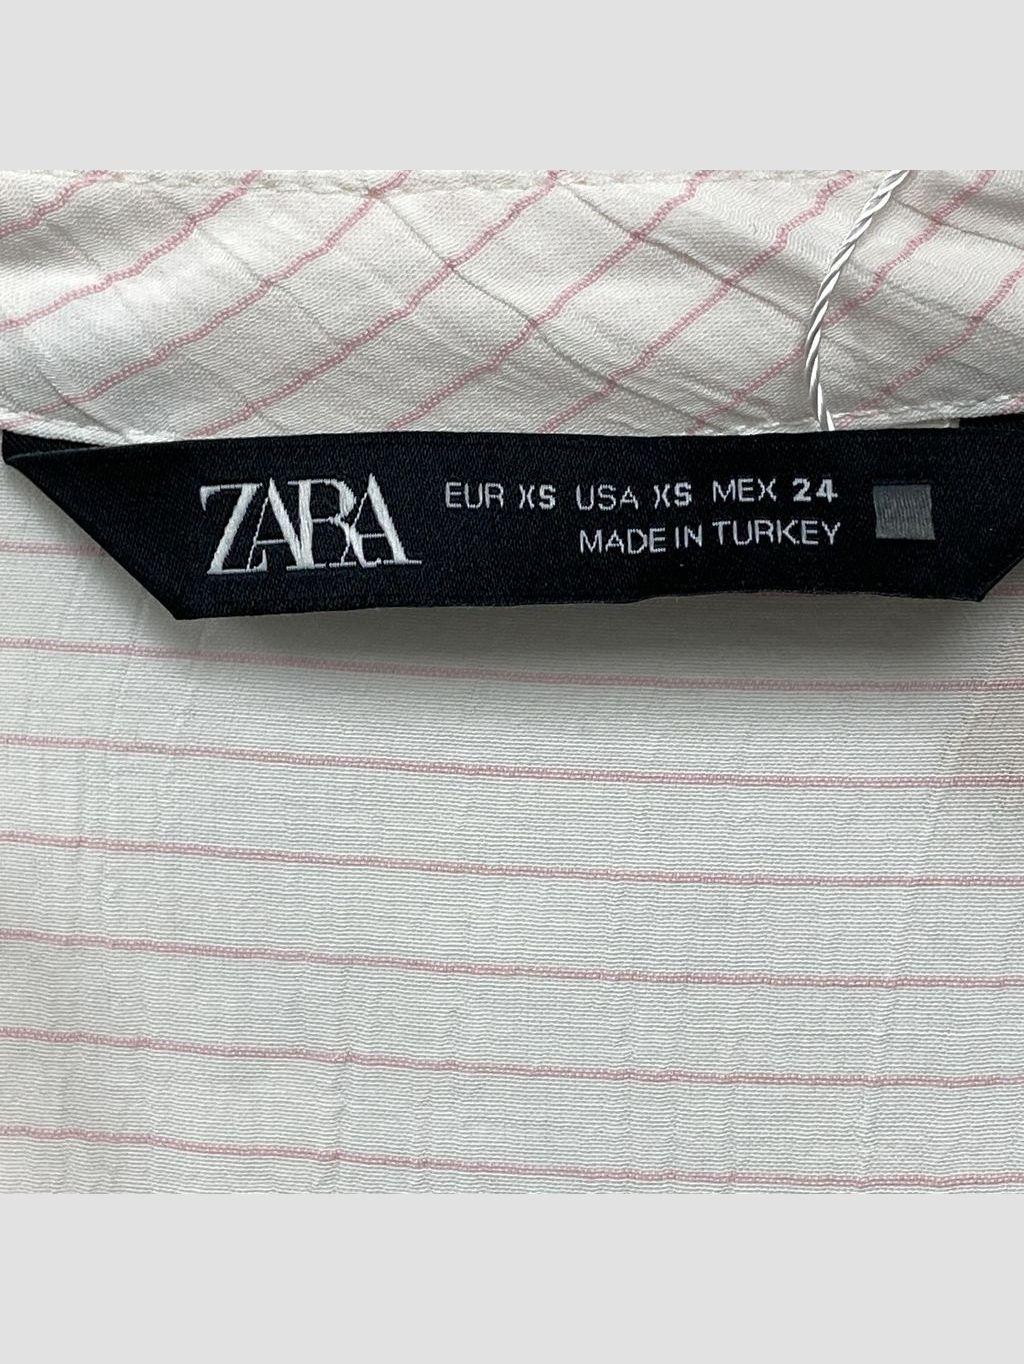 ZARA
EUR XS USA XS MEX 24
MADE IN TURKEY